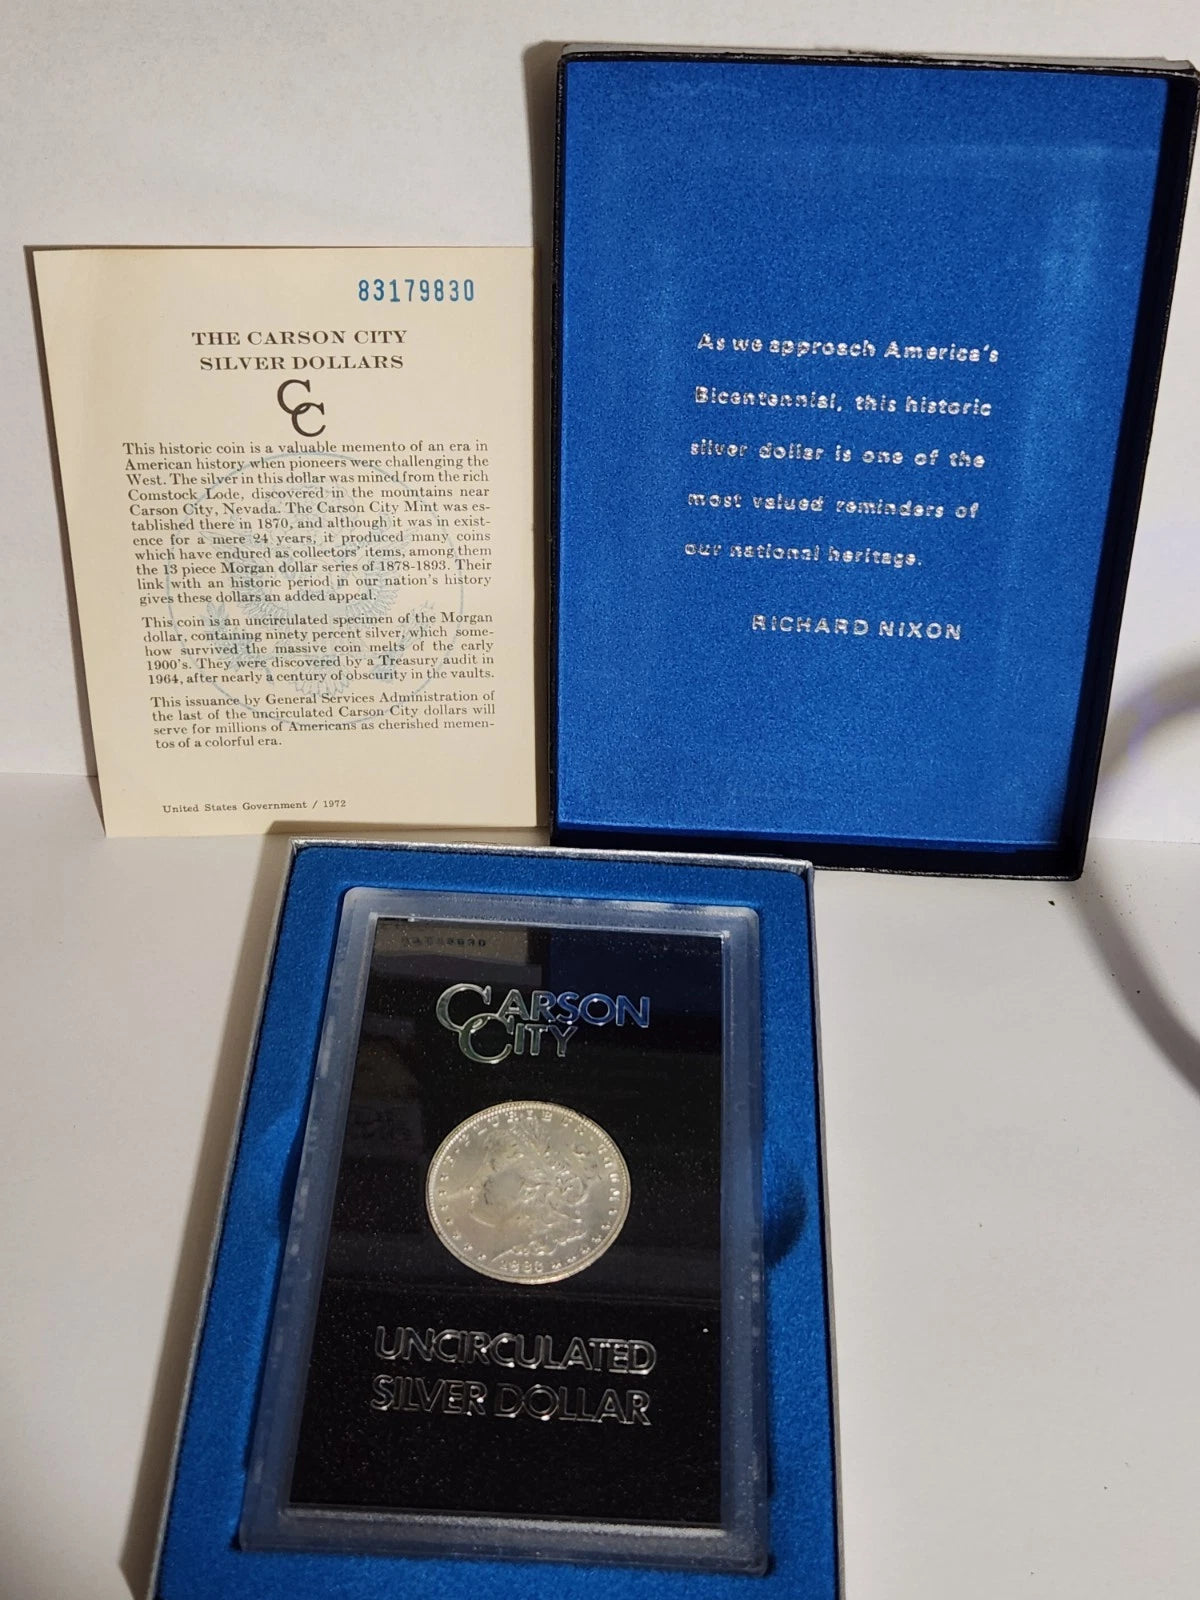 83179830
THE CARSON CITY
SILVER DOLLARS
CC
This historic coin is a valuable memento of an era in
American history when pioneers were challenging the
West. The silver in this dollar was mined from the rich
Comstock Lode, discovered in the mountains near
Carson City, Nevada. The Carson City Mint was es-
tablished there in 1870, and although it was in exist-
ence for a mere 24 years, it produced many coins
which have endured as collectors' items, among them
the 13 piece Morgan dollar series of 1878-1893. Their
link with an historic period in our nation's history
gives these dollars an added appeal.
This coin is an uncirculated specimen of the Morgan
dollar, containing ninety percent silver, which some-
how survived the massive coin melts of the early
1900's. They were discovered by a Treasury audit in
1964, after nearly a century of obscurity in the vaults.
This issuance by General Services Administration of
the last of the uncirculated Carson City dollars will
serve for millions of Americans as cherished memen-
tos of a colorful era.
United States Government / 1972
As we approach America's
Bicentennial, this historic
silver dollar is one of the
most valued reminders of
our national heritage.
RICHARD NIXON
CARSON
CITY
PLURIBUS
1883
UNCIRCULATED
SILVER DOLLAR